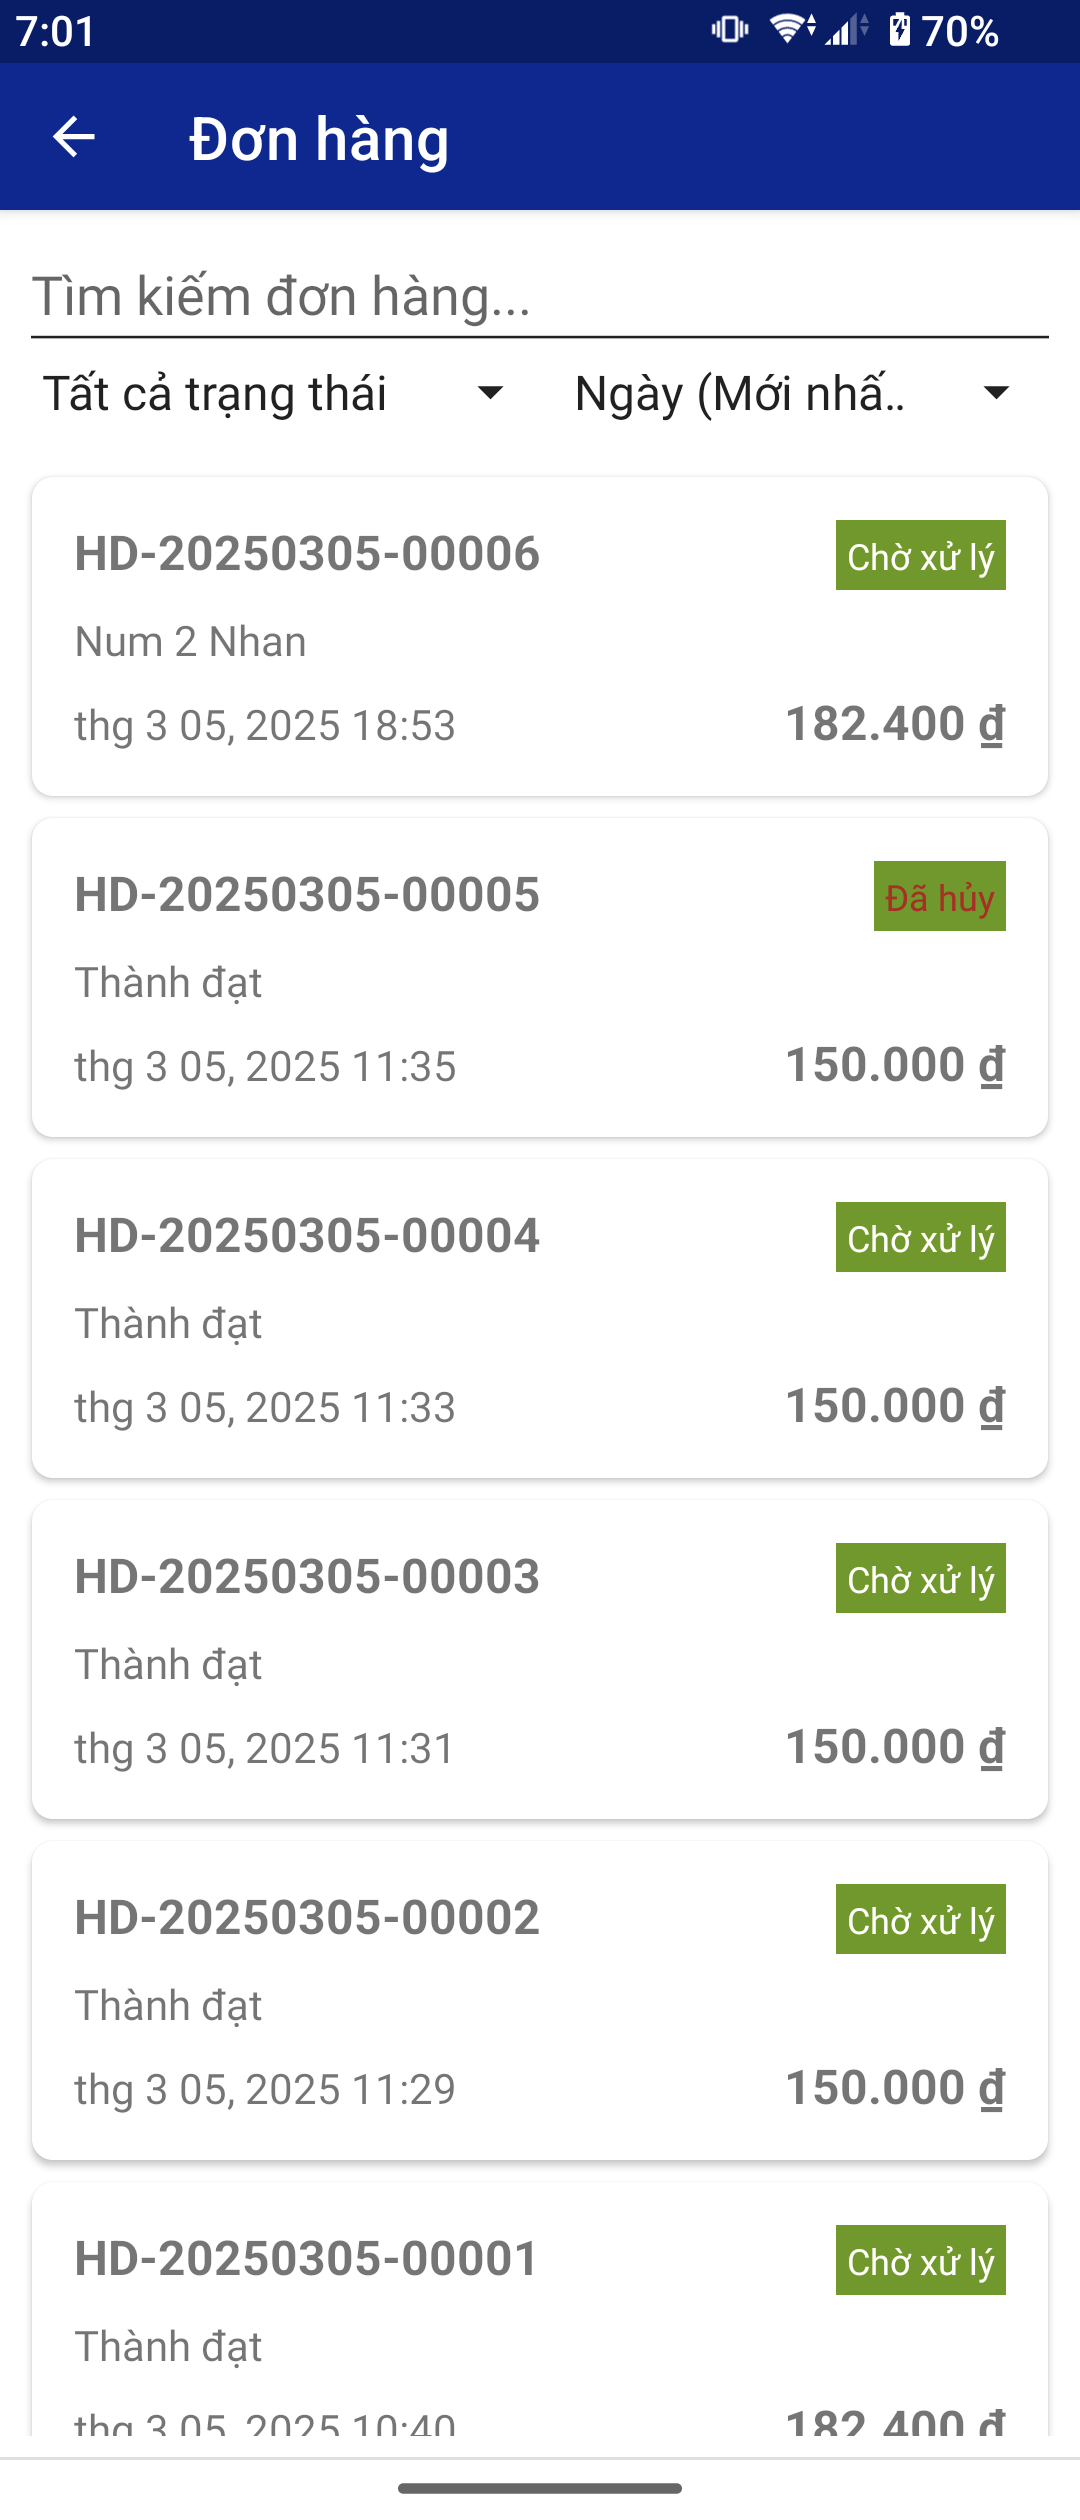 7:01
70%
Đơn hàng
Tìm kiếm đơn hàng...
Tất cả trạng thái
Ngày (Mới nhấ..
HD-20250305-00006
Chờ xử lý
Num 2 Nhan
thg 3 05, 2025 18:53
182.400 ₫
HD-20250305-00005
Đã hủy
Thành đạt
thg 3 05, 2025 11:35
150.000 ₫
HD-20250305-00004
Chờ xử lý
Thành đạt
thg 3 05, 2025 11:33
150.000 ₫
HD-20250305-00003
Chờ xử lý
Thành đạt
thg 3 05, 2025 11:31
150.000 ₫
HD-20250305-00002
Chờ xử lý
Thành đạt
thg 3 05, 2025 11:29
150.000 ₫
HD-20250305-00001
Chờ xử lý
Thành đạt
thg 3 05, 2025 10:40
182.400 ₫